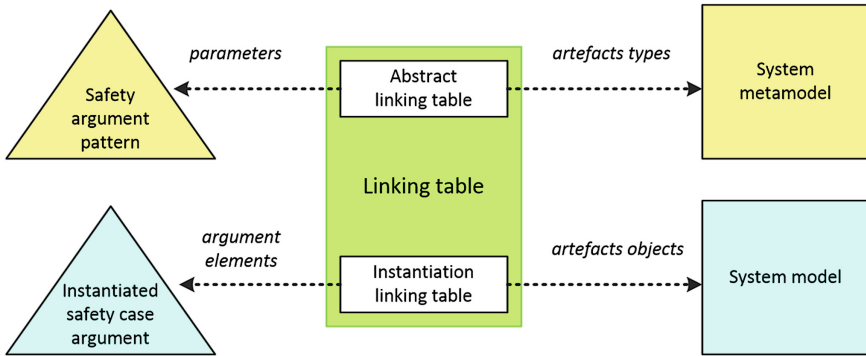 parameters
Abstract
linking table
artefacts types
System
metamodel
Safety
argument
pattern
Linking table
argument
elements
Instantiation
linking table
artefacts objects
System model
Instantiated
safety case
argument